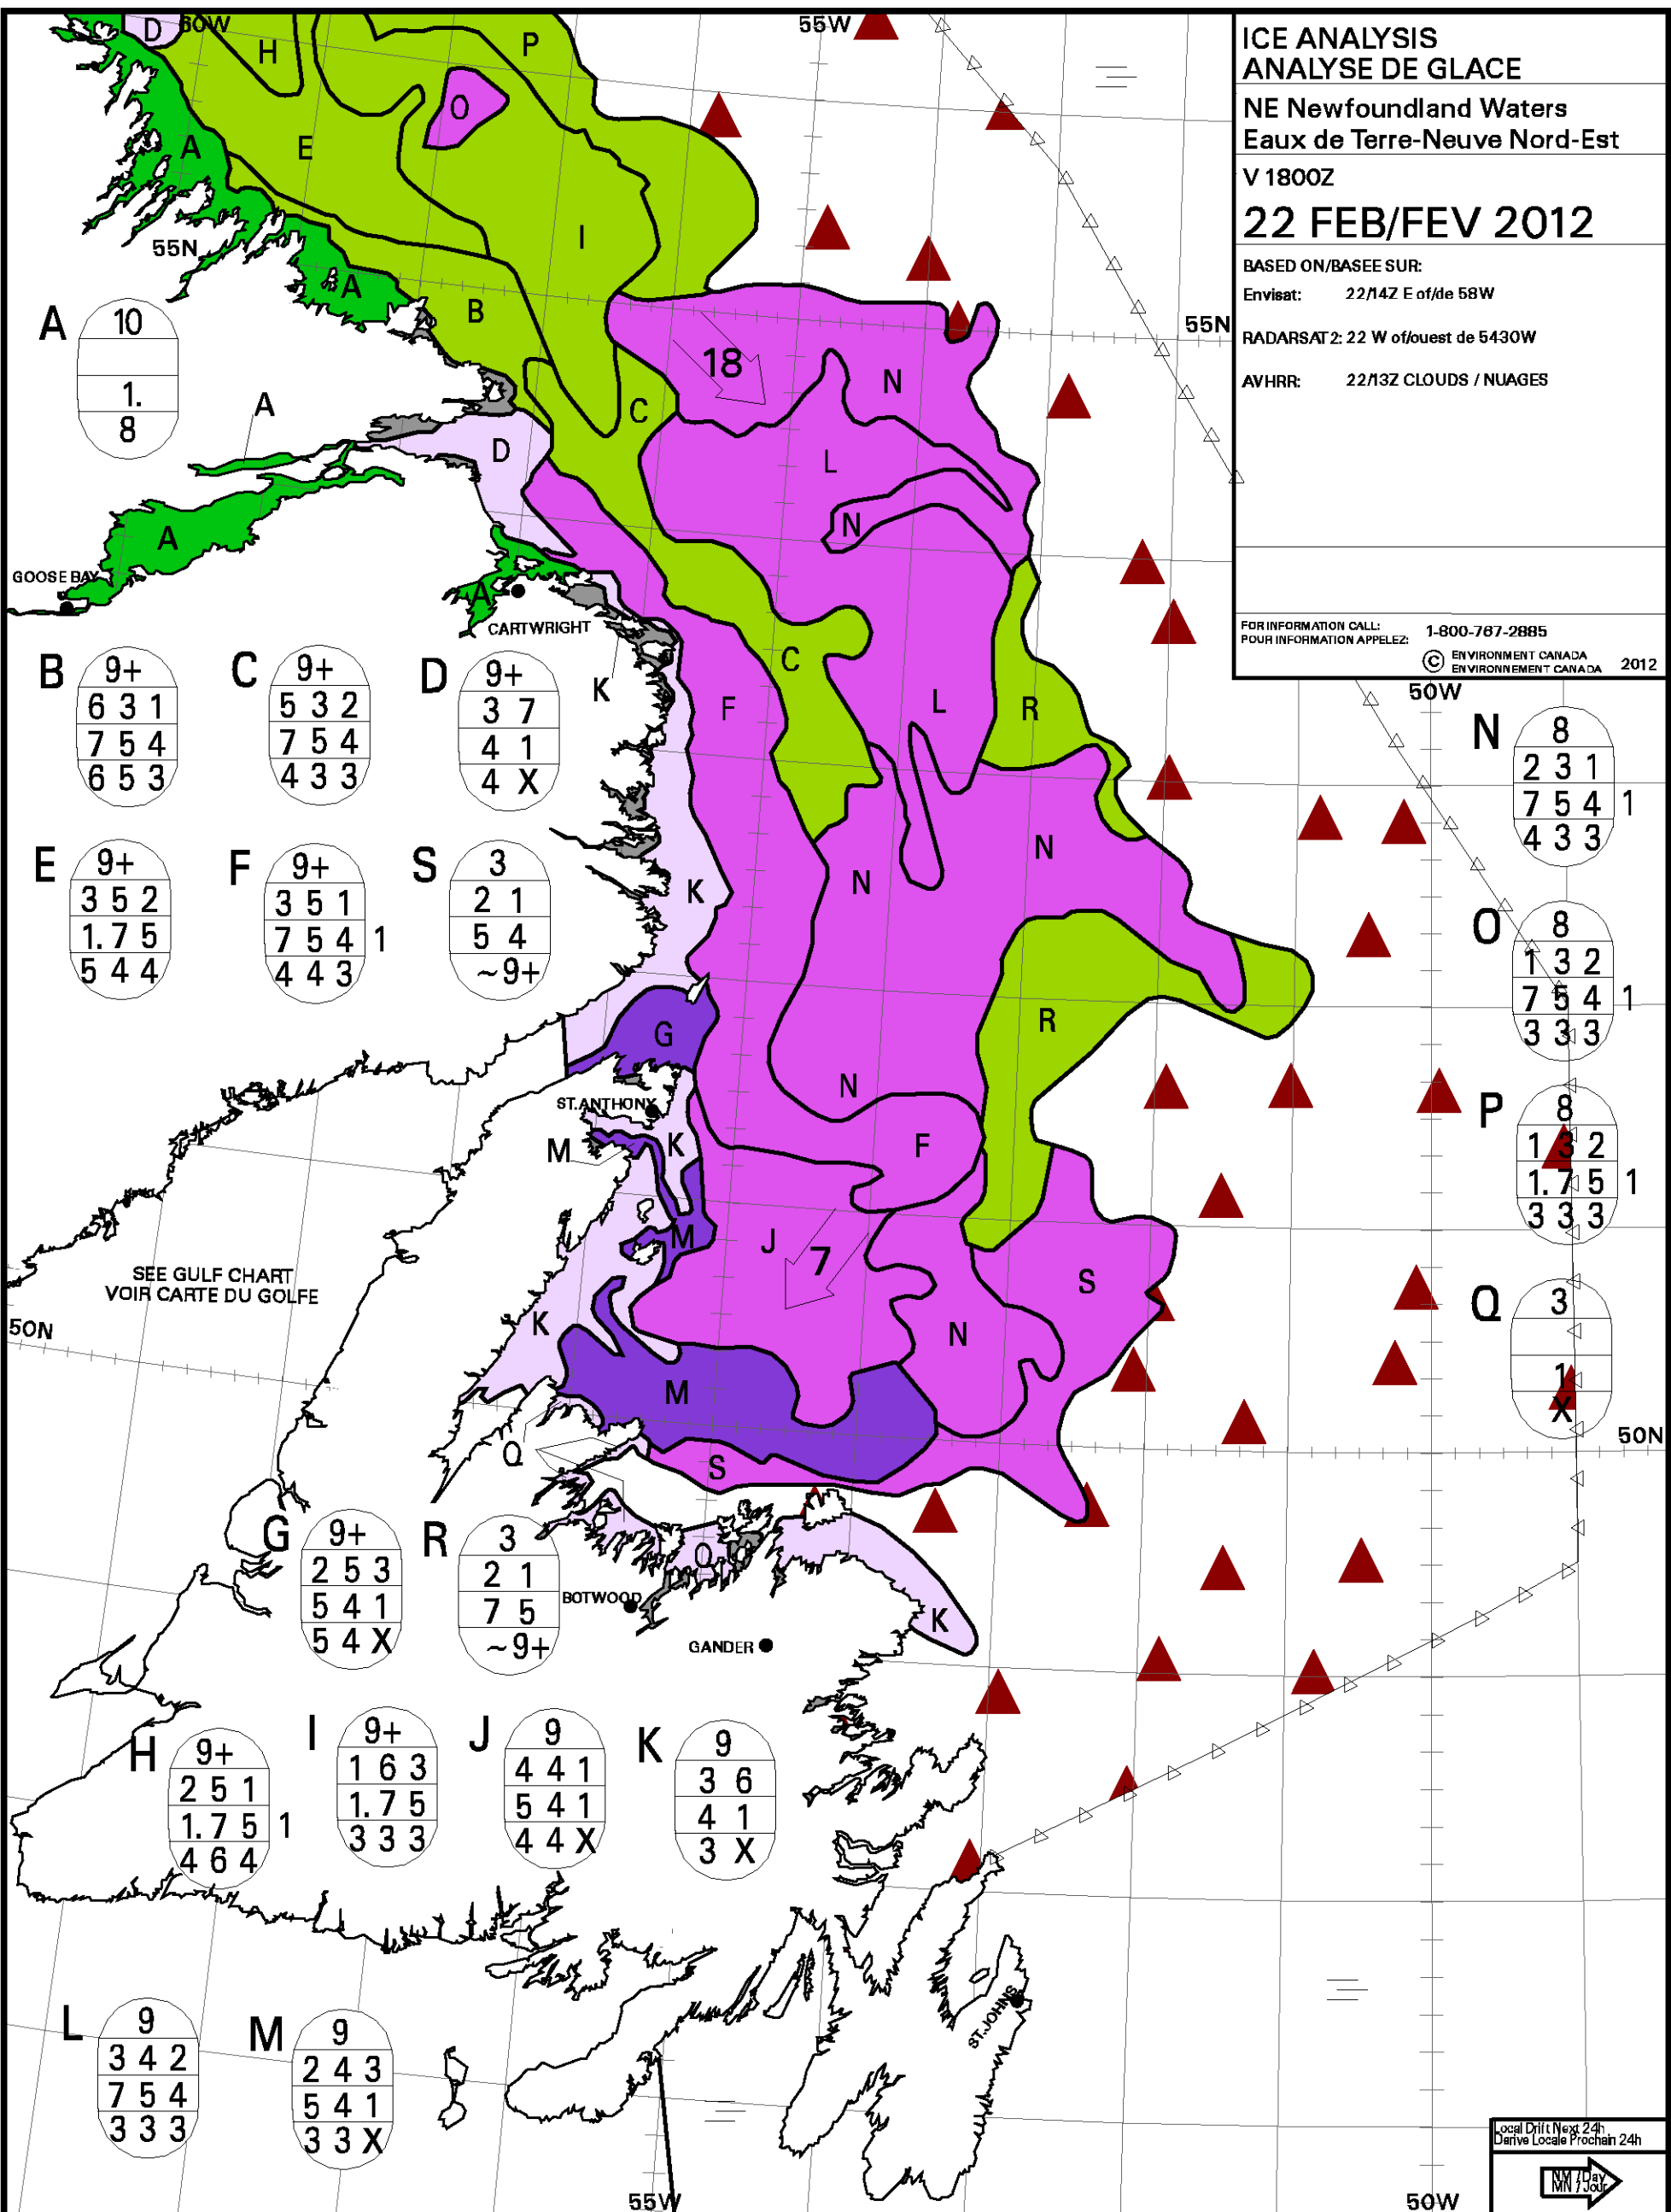 60W
55W
ICE ANALYSIS
ANALYSE DE GLACE
NE Newfoundland Waters
Eaux de Terre-Neuve Nord-Est
V 1800Z
22 FEB/FEV 2012
BASED ON/BASEE SUR:
Envisat: 22/14Z E of/de 58W
RADARSAT2: 22 W of/ouest de 5430W
AVHRR: 22/13Z CLOUDS / NUAGES
FOR INFORMATION CALL: 1-800-767-2885
POUR INFORMATION APPELEZ:
© ENVIRONMENT CANADA
ENVIRONNEMENT CANADA 2012
D
H
P
O
A
E
I
55N
A
B
55N
18
N
C
A
L
D
N
A
GOOSE BAY
A
CARTWRIGHT
K
C
F
L
R
50W
N
N
K
G
R
ST.ANTHONY
N
M
K
F
M
J
7
S
SEE GULF CHART
VOIR CARTE DU GOLFE
50N
K
N
M
Q
S
50N
Q
BOTWOOD
GANDER
K
ST.JOHNS
A
10
1.
8
B
9+
6 3 1
7 5 4
6 5 3
C
9+
5 3 2
7 5 4
4 3 3
D
9+
3 7
4 1
4 X
E
9+
3 5 2
1. 7 5
5 4 4
F
9+
3 5 1
7 5 4 1
4 4 3
S
3
2 1
5 4
~9+
N
8
2 3 1
7 5 4 1
4 3 3
O
8
1 3 2
7 5 4 1
3 3 3
P
8
1 3 2
1. 7 5 1
3 3 3
Q
3
1
X
G
9+
2 5 3
5 4 1
5 4 X
R
3
2 1
7 5
~9+
H
9+
2 5 1
1. 7 5 1
4 6 4
I
9+
1 6 3
1. 7 5
3 3 3
J
9
4 4 1
5 4 1
4 4 X
K
9
3 6
4 1
3 X
L
9
3 4 2
7 5 4
3 3 3
M
9
2 4 3
5 4 1
3 3 X
Local Drift Next 24h
Derive Locale Prochain 24h
NM / Day
MN / Jour
55W
50W